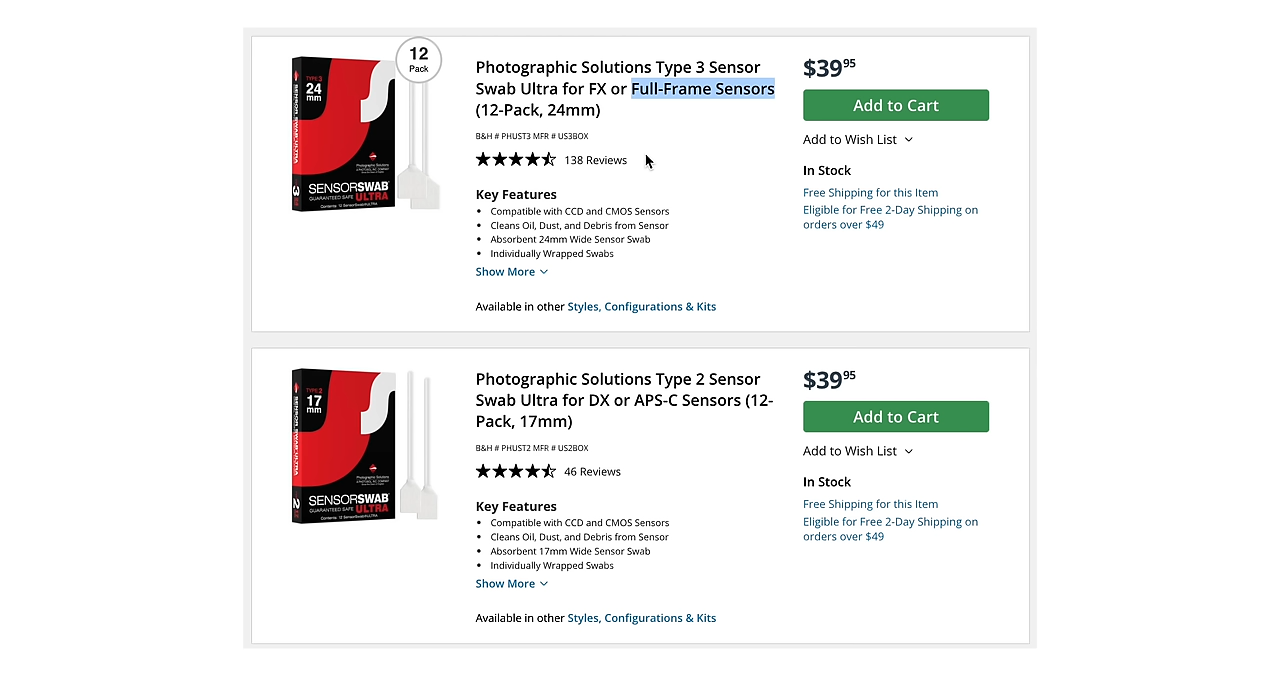 12
Pack
TYPE 3
24
mm
SENSOR SWAB ULTRA
3
Photographic Solutions
SENSORSWAB
GUARANTEED SAFE ULTRA
Photographic Solutions Type 3 Sensor
Swab Ultra for FX or Full-Frame Sensors
(12-Pack, 24mm)
B&H # PHUST3 MFR # US3BOX
138 Reviews
Key Features
• Compatible with CCD and CMOS Sensors
• Cleans Oil, Dust, and Debris from Sensor
• Absorbent 24mm Wide Sensor Swab
• Individually Wrapped Swabs
Show More
Available in other Styles, Configurations & Kits
$39 95
Add to Cart
Add to Wish List
In Stock
Free Shipping for this Item
Eligible for Free 2-Day Shipping on
orders over $49
TYPE 2
17
mm
SENSOR SWAB ULTRA
2
Photographic Solutions
SENSORSWAB
GUARANTEED SAFE ULTRA
Photographic Solutions Type 2 Sensor
Swab Ultra for DX or APS-C Sensors (12-
Pack, 17mm)
B&H # PHUST2 MFR # US2BOX
46 Reviews
Key Features
• Compatible with CCD and CMOS Sensors
• Cleans Oil, Dust, and Debris from Sensor
• Absorbent 17mm Wide Sensor Swab
• Individually Wrapped Swabs
Show More
Available in other Styles, Configurations & Kits
$39 95
Add to Cart
Add to Wish List
In Stock
Free Shipping for this Item
Eligible for Free 2-Day Shipping on
orders over $49